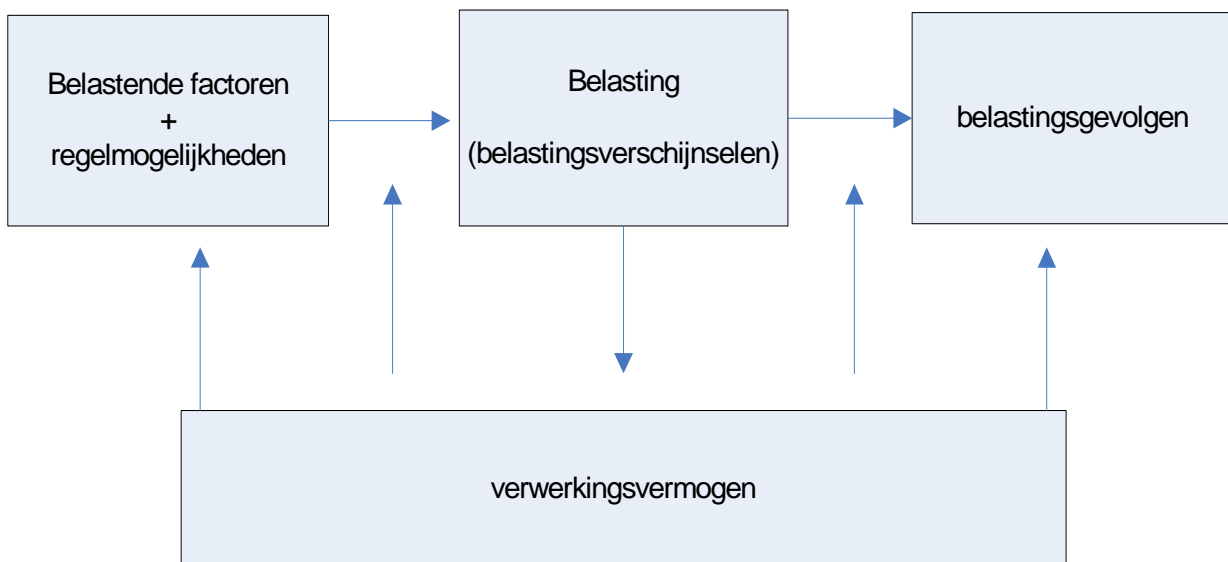 Belastende factoren
+
regelmogelijkheden
Belasting
(belastingsverschijnselen)
belastingsgevolgen
verwerkingsvermogen